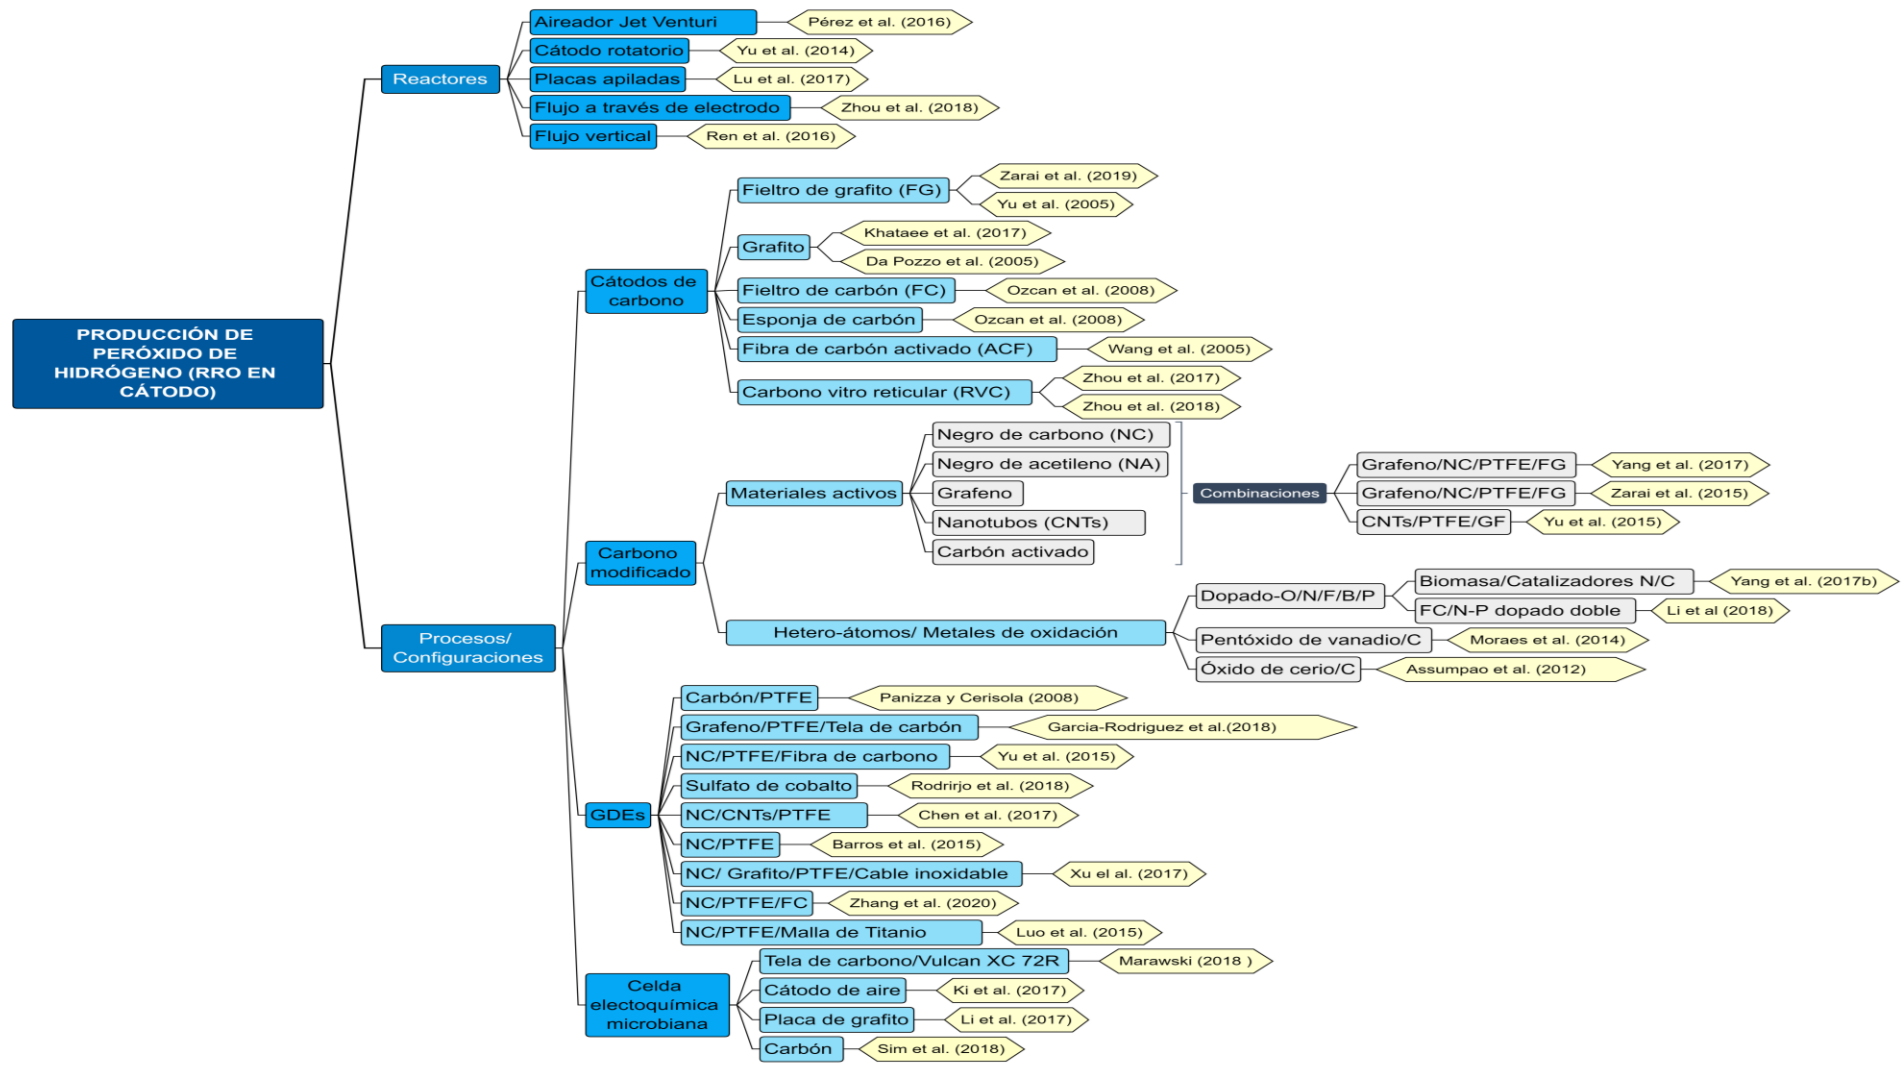 PRODUCCIÓN DE
PERÓXIDO DE
HIDRÓGENO (RRO EN
CÁTODO)
Reactores
Aireador Jet Venturi
Pérez et al. (2016)
Cátodo rotatorio
Yu et al. (2014)
Placas apiladas
Lu et al. (2017)
Flujo a través de electrodo
Zhou et al. (2018)
Flujo vertical
Ren et al. (2016)
Procesos/
Configuraciones
Cátodos de
carbono
Fieltro de grafito (FG)
Zarai et al. (2019)
Yu et al. (2005)
Grafito
Khataee et al. (2017)
Da Pozzo et al. (2005)
Fieltro de carbón (FC)
Ozcan et al. (2008)
Esponja de carbón
Ozcan et al. (2008)
Fibra de carbón activado (ACF)
Wang et al. (2005)
Carbono vitro reticular (RVC)
Zhou et al. (2017)
Zhou et al. (2018)
Carbono
modificado
Materiales activos
Negro de carbono (NC)
Negro de acetileno (NA)
Grafeno
Nanotubos (CNTs)
Carbón activado
Combinaciones
Grafeno/NC/PTFE/FG
Yang et al. (2017)
Grafeno/NC/PTFE/FG
Zarai et al. (2015)
CNTs/PTFE/GF
Yu et al. (2015)
Hetero-átomos/ Metales de oxidación
Dopado-O/N/F/B/P
Biomasa/Catalizadores N/C
Yang et al. (2017b)
FC/N-P dopado doble
Li et al (2018)
Pentóxido de vanadio/C
Moraes et al. (2014)
Óxido de cerio/C
Assumpao et al. (2012)
GDEs
Carbón/PTFE
Panizza y Cerisola (2008)
Grafeno/PTFE/Tela de carbón
Garcia-Rodriguez et al.(2018)
NC/PTFE/Fibra de carbono
Yu et al. (2015)
Sulfato de cobalto
Rodrirjo et al. (2018)
NC/CNTs/PTFE
Chen et al. (2017)
NC/PTFE
Barros et al. (2015)
NC/ Grafito/PTFE/Cable inoxidable
Xu el al. (2017)
NC/PTFE/FC
Zhang et al. (2020)
NC/PTFE/Malla de Titanio
Luo et al. (2015)
Celda
electoquímica
microbiana
Tela de carbono/Vulcan XC 72R
Marawski (2018 )
Cátodo de aire
Ki et al. (2017)
Placa de grafito
Li et al. (2017)
Carbón
Sim et al. (2018)